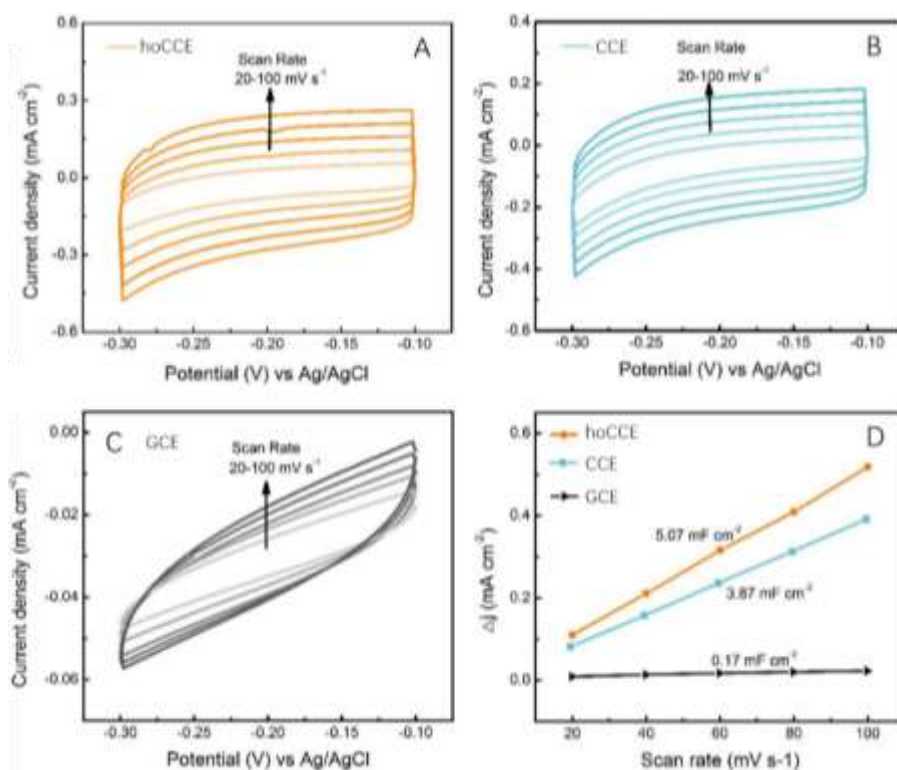 hoCCE
A
Scan Rate
20-100 mV s⁻¹
0.6
0.3
0.0
-0.3
-0.6
Current density (mA cm⁻²)
-0.30
-0.25
-0.20
-0.15
-0.10
Potential (V) vs Ag/AgCl
CCE
B
Scan Rate
20-100 mV s⁻¹
0.4
0.2
0.0
-0.2
-0.4
0.6
Current density (mA cm⁻²)
-0.30
-0.25
-0.20
-0.15
-0.10
Potential (V) vs Ag/AgCl
C
GCE
Scan Rate
20-100 mV s⁻¹
0.00
-0.02
-0.04
-0.06
Current density (mA cm⁻²)
-0.30
-0.25
-0.20
-0.15
-0.10
Potential (V) vs Ag/AgCl
hoCCE
CCE
GCE
D
5.07 mF cm⁻²
3.87 mF cm⁻²
0.17 mF cm⁻²
0.6
0.4
0.2
0.0
△j (mA cm⁻²)
20
40
60
80
100
Scan rate (mV s-1)